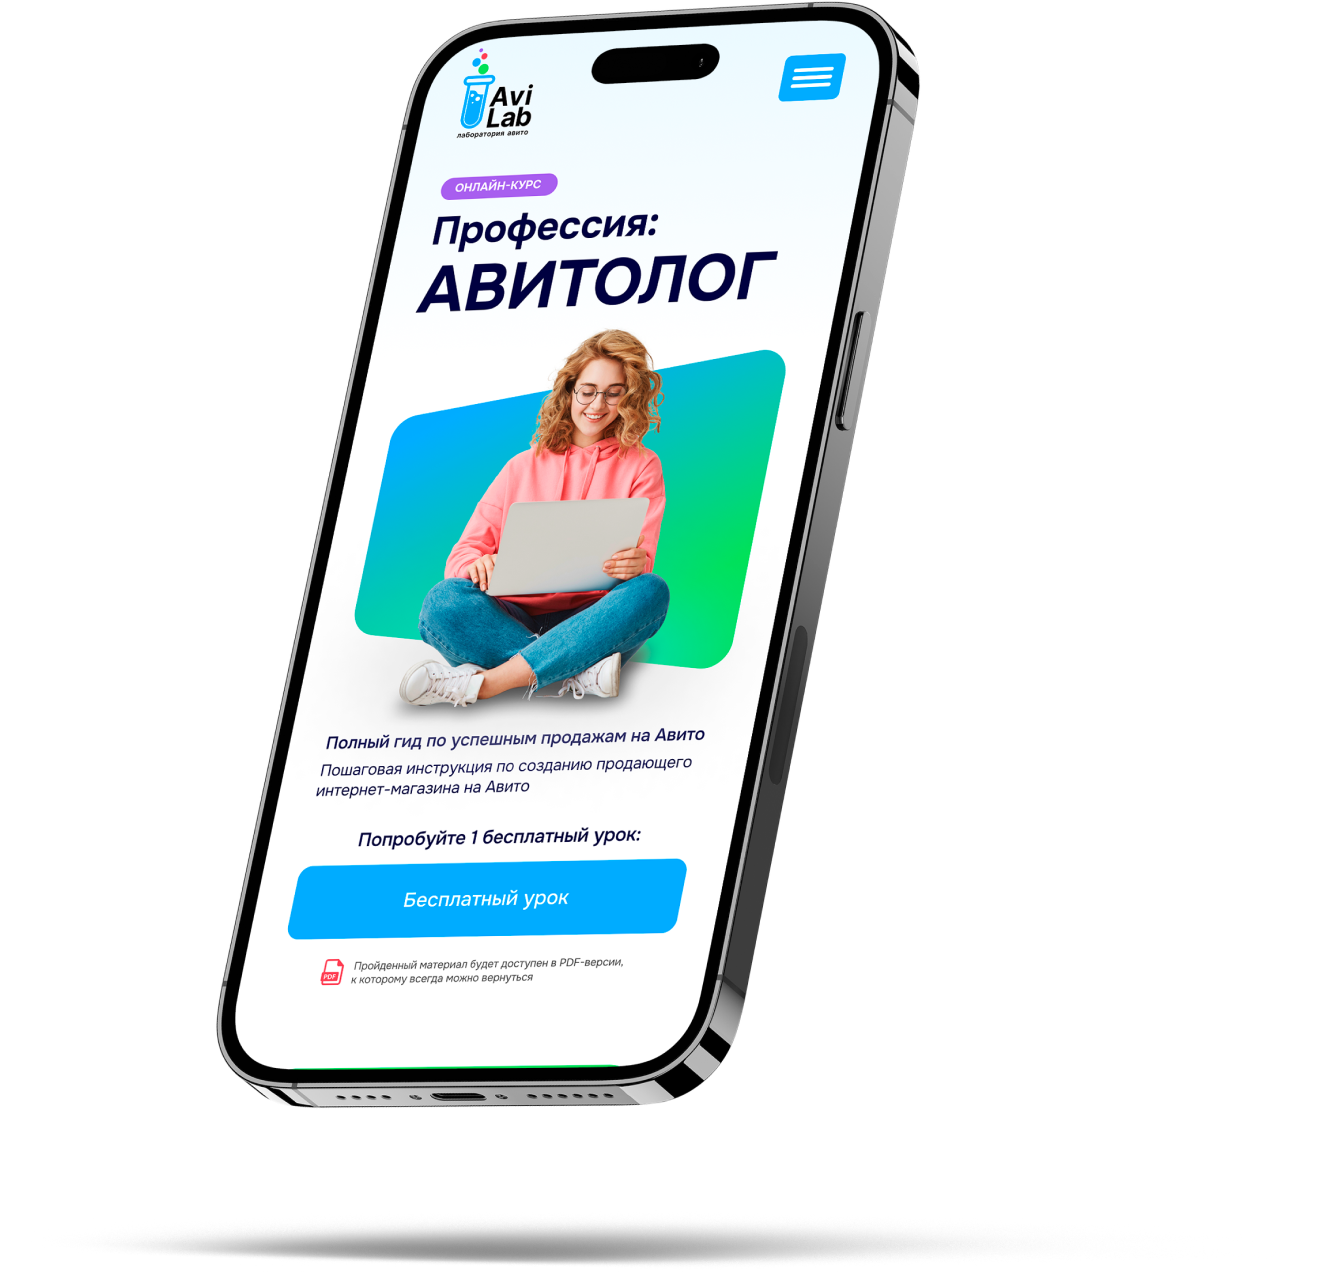 Avi
Lab
лаборатория авито
ОНЛАЙН-КУРС
Профессия:
АВИТОЛОГ
Полный гид по успешным продажам на Авито
Пошаговая инструкция по созданию продающего
интернет-магазина на Авито
Попробуйте 1 бесплатный урок:
Бесплатный урок
PDF
Пройденный материал будет доступен в PDF-версии,
к которому всегда можно вернуться